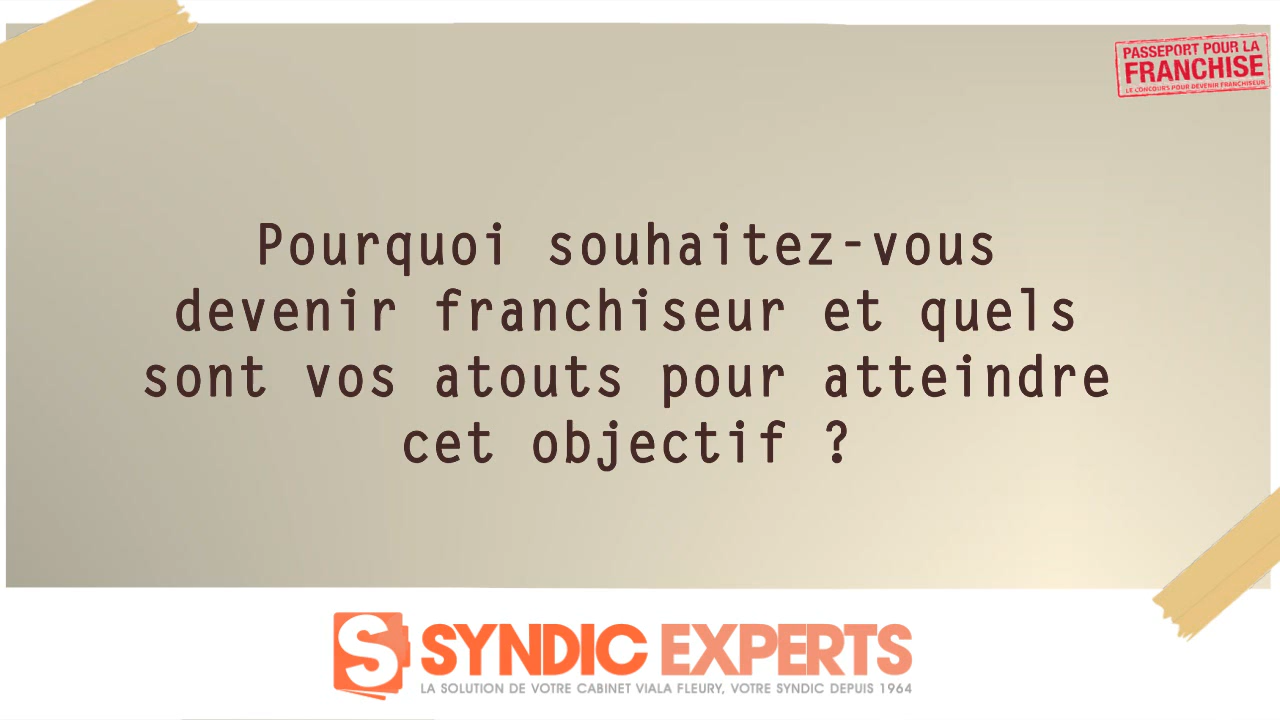 PASSEPORT POUR LA
FRANCHISE
LE CONCOURS POUR DEVENIR FRANCHISEUR
Pourquoi souhaitez-vous
devenir franchiseur et quels
sont vos atouts pour atteindre
cet objectif ?
S SYNDIC EXPERTS
LA SOLUTION DE VOTRE CABINET VIALA FLEURY, VOTRE SYNDIC DEPUIS 1964